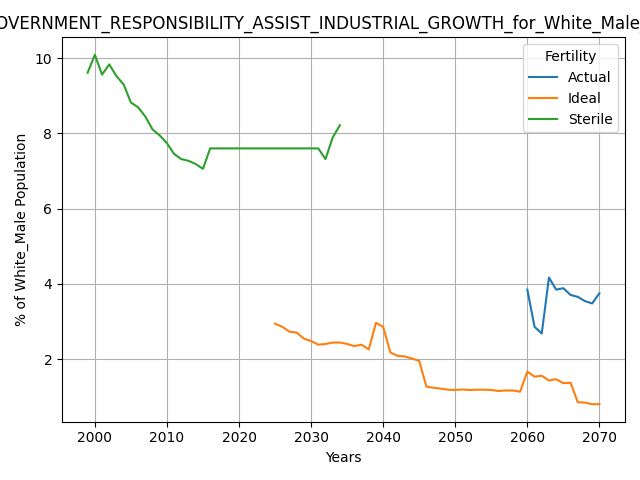 OVERNMENT_RESPONSIBILITY_ASSIST_INDUSTRIAL_GROWTH_for_White_Male
Fertility
Actual
Ideal
Sterile
% of White_Male Population
10
8
6
4
2
2000 2010 2020 2030 2040 2050 2060 2070
Years